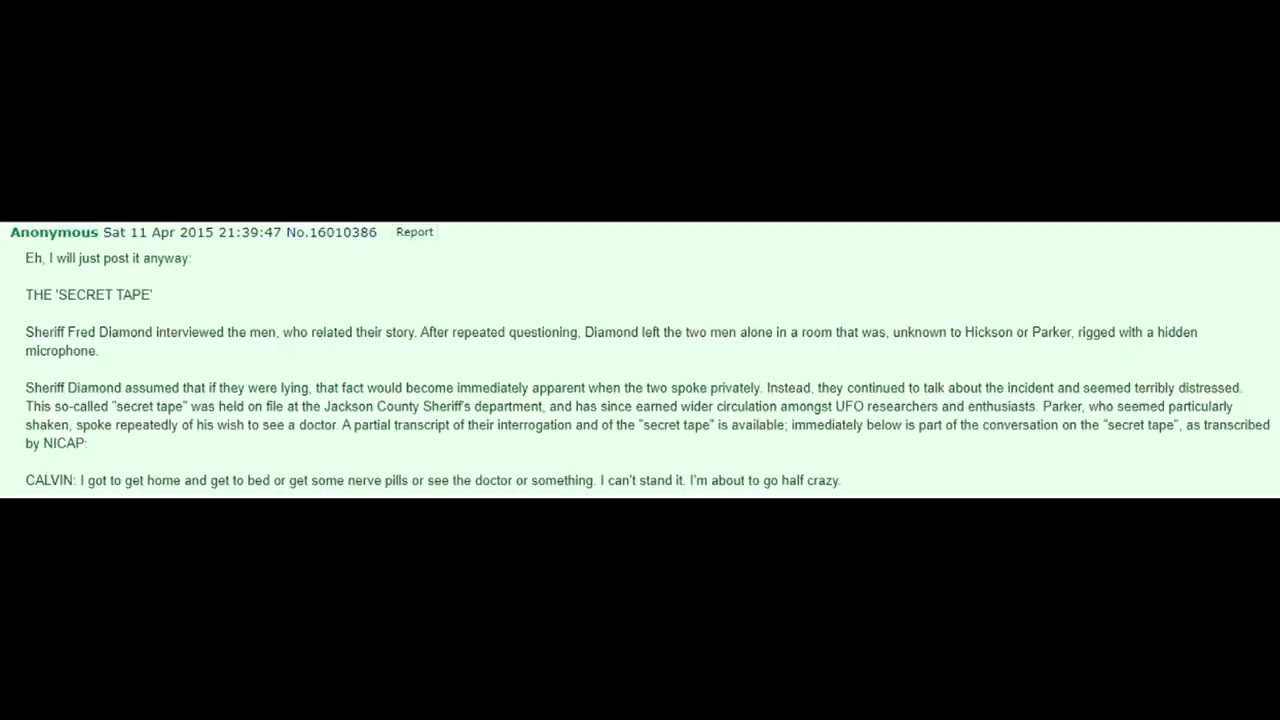 Anonymous Sat 11 Apr 2015 21:39:47 No.16010386 Report
Eh, I will just post it anyway:
THE 'SECRET TAPE'
Sheriff Fred Diamond interviewed the men, who related their story. After repeated questioning, Diamond left the two men alone in a room that was, unknown to Hickson or Parker, rigged with a hidden
microphone.
Sheriff Diamond assumed that if they were lying, that fact would become immediately apparent when the two spoke privately. Instead, they continued to talk about the incident and seemed terribly distressed.
This so-called "secret tape" was held on file at the Jackson County Sheriff's department, and has since earned wider circulation amongst UFO researchers and enthusiasts. Parker, who seemed particularly
shaken, spoke repeatedly of his wish to see a doctor. A partial transcript of their interrogation and of the "secret tape" is available; immediately below is part of the conversation on the "secret tape", as transcribed
by NICAP:
CALVIN: I got to get home and get to bed or get some nerve pills or see the doctor or something. I can't stand it. I'm about to go half crazy.